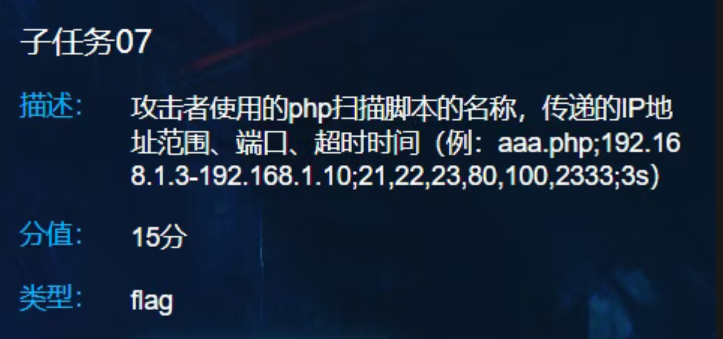 子任务07
描述： 攻击者使用的php扫描脚本的名称，传递的IP地
址范围、端口、超时时间（例：aaa.php;192.16
8.1.3-192.168.1.10;21,22,23,80,100,2333;3s）
分值： 15分
类型： flag